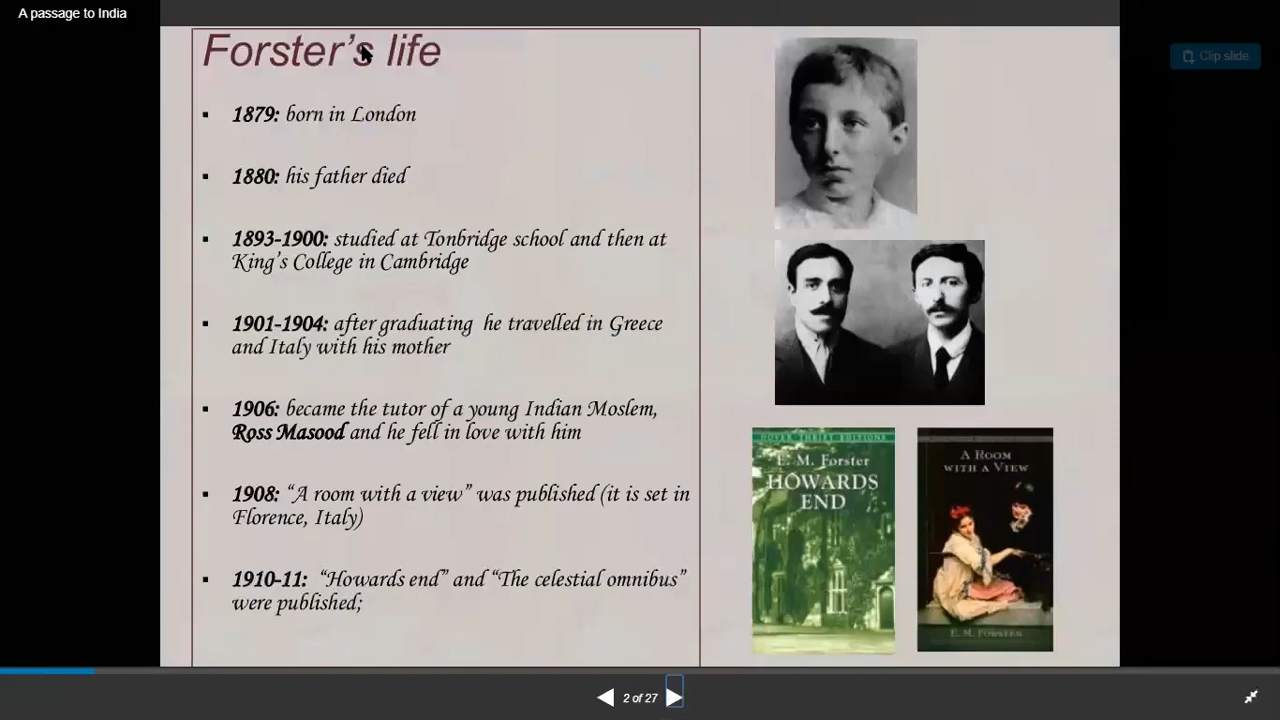 A passage to India
Forster's life
Clip slide
▪ 1879: born in London
▪ 1880: his father died
▪ 1893-1900: studied at Tonbridge school and then at
King's College in Cambridge
▪ 1901-1904: after graduating he travelled in Greece
and Italy with his mother
▪ 1906: became the tutor of a young Indian Moslem,
Ross Masood and he fell in love with him
▪ 1908: "A room with a view" was published (it is set in
Florence, Italy)
▪ 1910-11: "Howards end" and "The celestial omnibus"
were published;
DOVER THRIFT EDITIONS
E. M. Forster
HOWARDS
END
A ROOM
WITH A VIEW
E. M. FORSTER
2 of 27